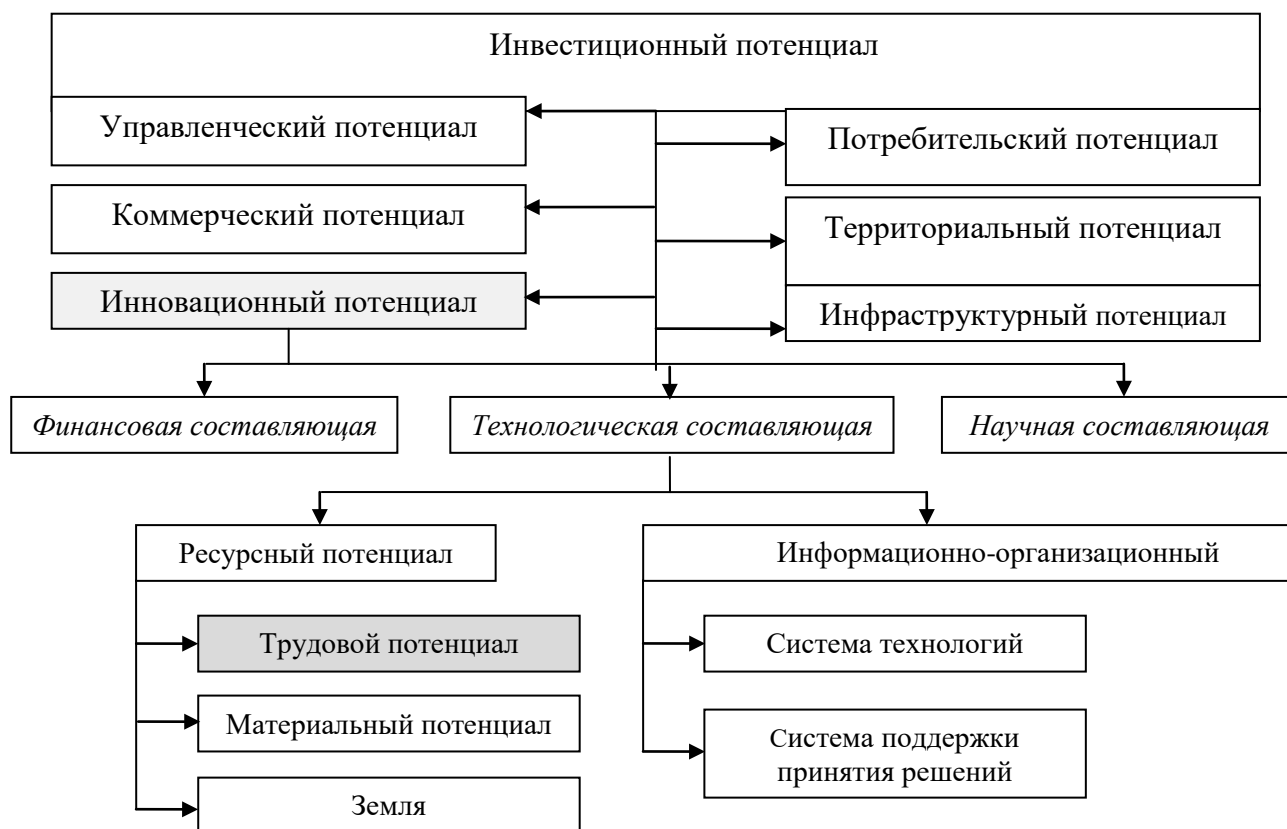 Инвестиционный потенциал
Управленческий потенциал
Потребительский потенциал
Коммерческий потенциал
Территориальный потенциал
Инновационный потенциал
Инфраструктурный потенциал
Финансовая составляющая
Технологическая составляющая
Научная составляющая
Ресурсный потенциал
Информационно-организационный
Трудовой потенциал
Система технологий
Материальный потенциал
Система поддержки
принятия решений
Земля